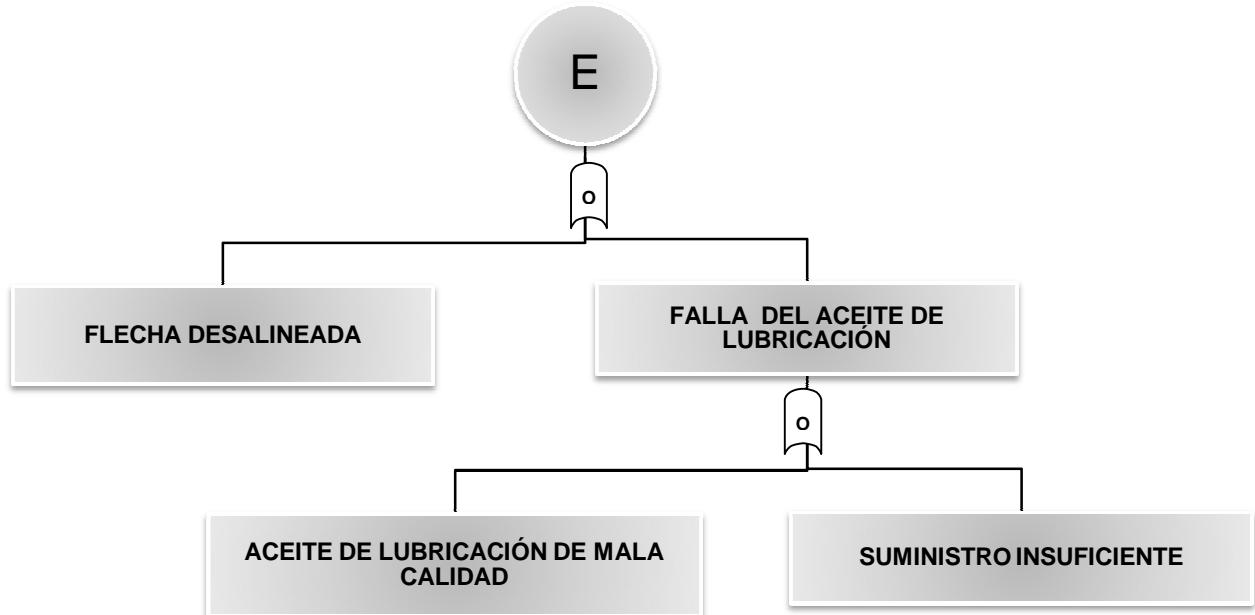 E
O
FLECHA DESALINEADA
FALLA DEL ACEITE DE
LUBRICACIÓN
O
ACEITE DE LUBRICACIÓN DE MALA
CALIDAD
SUMINISTRO INSUFICIENTE